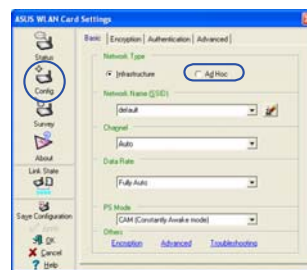 ASUS WLAN Card Settings
Status
Config
Survey
About
Link State
Save Configuration
Apply
OK
Cancel
Help
Basic
Encryption
Authentication
Advanced
Network Type
Infrastructure
Ad Hoc
Network Name (SSID)
default
Channel
Auto
Data Rate
Fully Auto
PS Mode
CAM (Constantly Awake mode)
Others
Encryption
Advanced
Troubleshooting